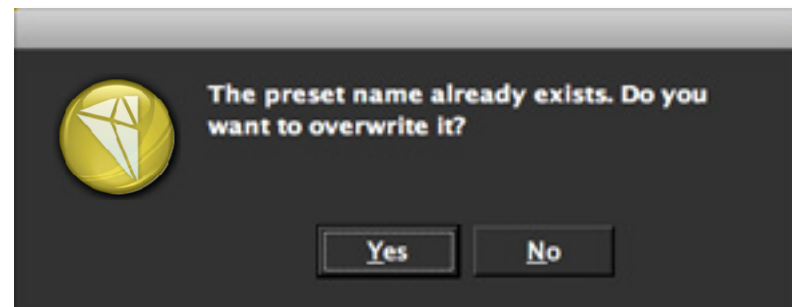 The preset name already exists. Do you
want to overwrite it?
Yes
No